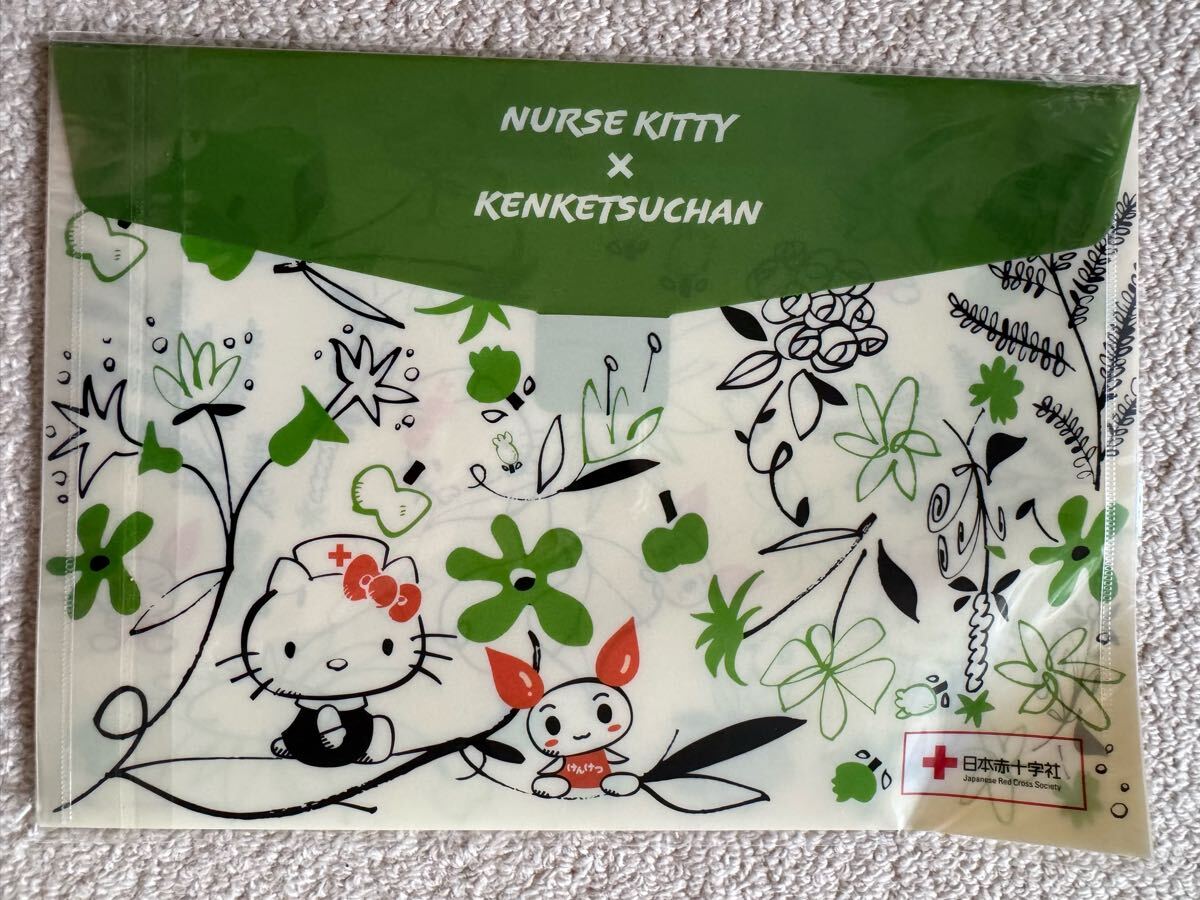 NURSE KITTY
×
KENKETSUCHAN
けんけつ
日本赤十字社
Japanese Red Cross Society